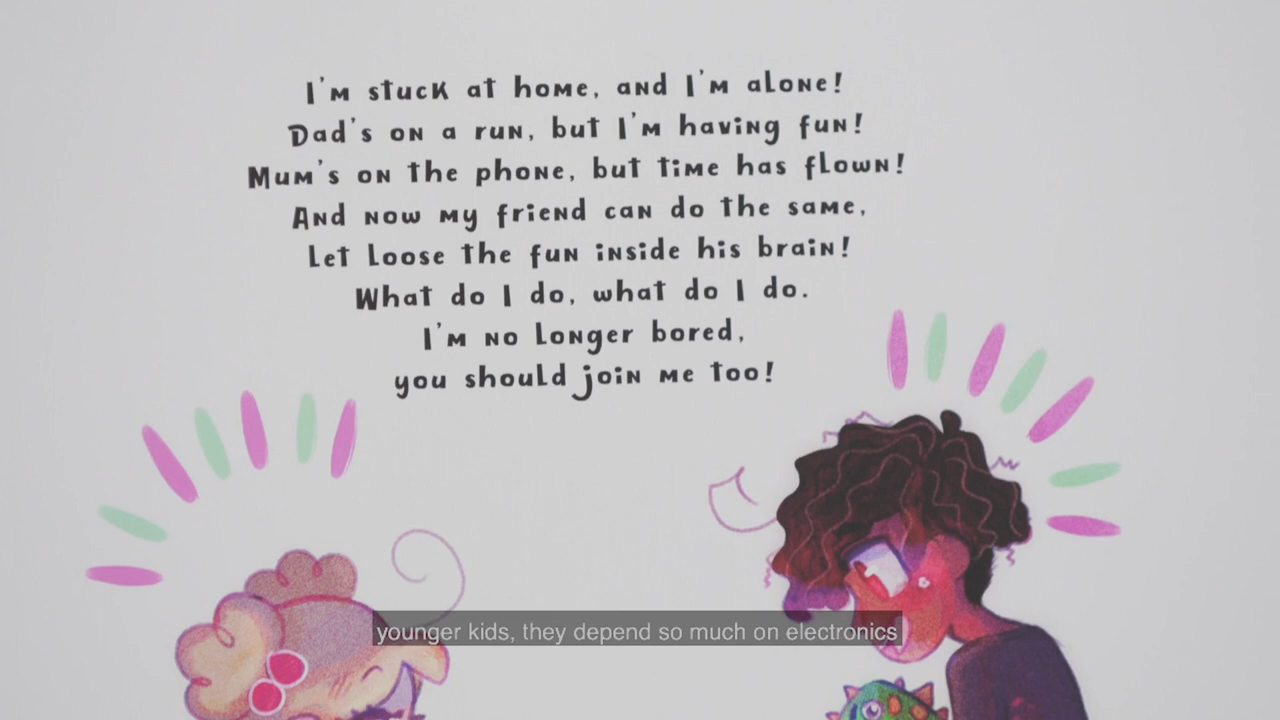 I'm stuck at home, and I'm alone!
Dad's on a run, but I'm having fun!
Mum's on the phone, but time has flown!
And now my friend can do the same,
Let loose the fun inside his brain!
What do I do, what do I do.
I'm no longer bored,
you should join me too!
younger kids, they depend so much on electronics